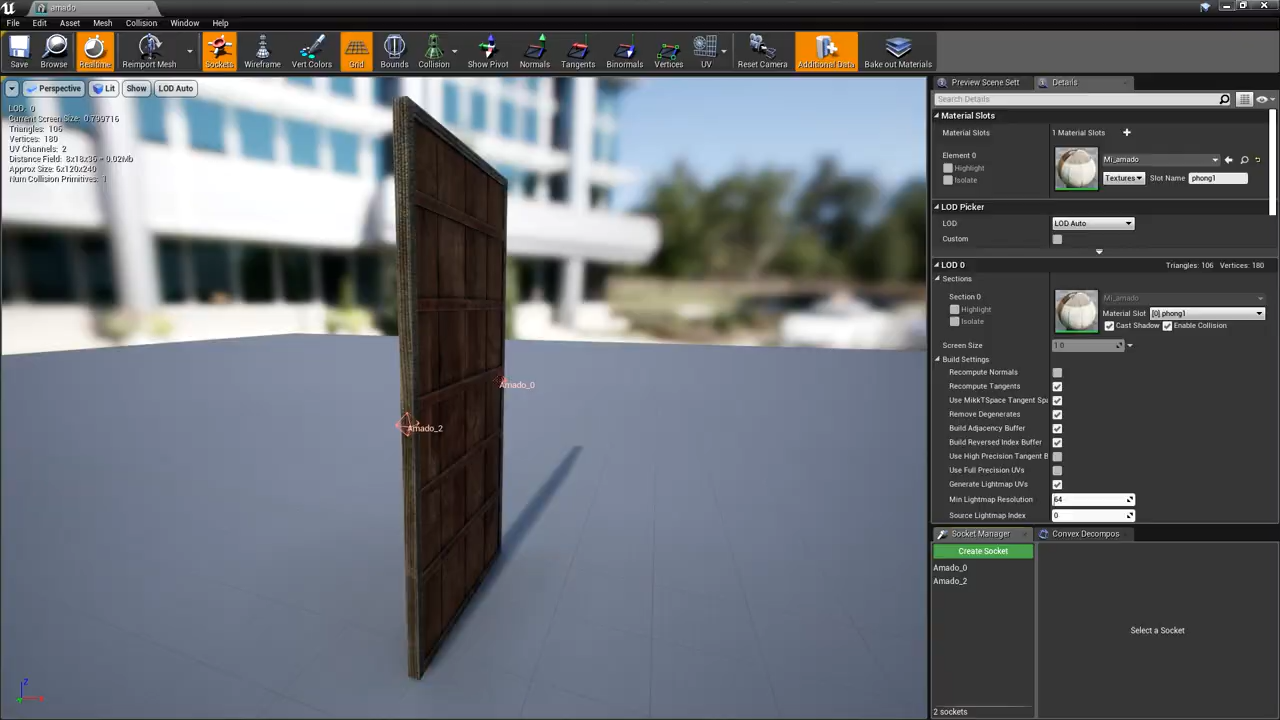 amado
File Edit Asset Mesh Collision Window Help
Save Browse Realtime Reimport Mesh Sockets Wireframe Vert Colors Grid Bounds Collision Show Pivot Normals Tangents Binormals Vertices UV Reset Camera Additional Data Bake out Materials
Perspective Lit Show LOD Auto
LOD: 0
Current Screen Size: 0.799716
Triangles: 106
Vertices: 180
UV Channels: 2
Distance Field: 8x18x36 = 0.02Mb
Approx Size: 6x120x240
Num Collision Primitives: 1
Amado_0
Amado_2
Z
Preview Scene Sett Details
Search Details
Material Slots
Material Slots 1 Material Slots
Element 0 Mi_amado
Highlight
Isolate Textures Slot Name phong1
LOD Picker
LOD LOD Auto
Custom
LOD 0 Triangles: 106 Vertices: 180
Sections
Section 0 Mi_amado
Highlight Material Slot [0] phong1
Isolate Cast Shadow Enable Collision
Screen Size 1.0
Build Settings
Recompute Normals
Recompute Tangents
Use MikkTSpace Tangent Spa
Remove Degenerates
Build Adjacency Buffer
Build Reversed Index Buffer
Use High Precision Tangent B
Use Full Precision UVs
Generate Lightmap UVs
Min Lightmap Resolution 64
Source Lightmap Index 0
Socket Manager Convex Decompos
Create Socket
Amado_0
Amado_2
Select a Socket
2 sockets